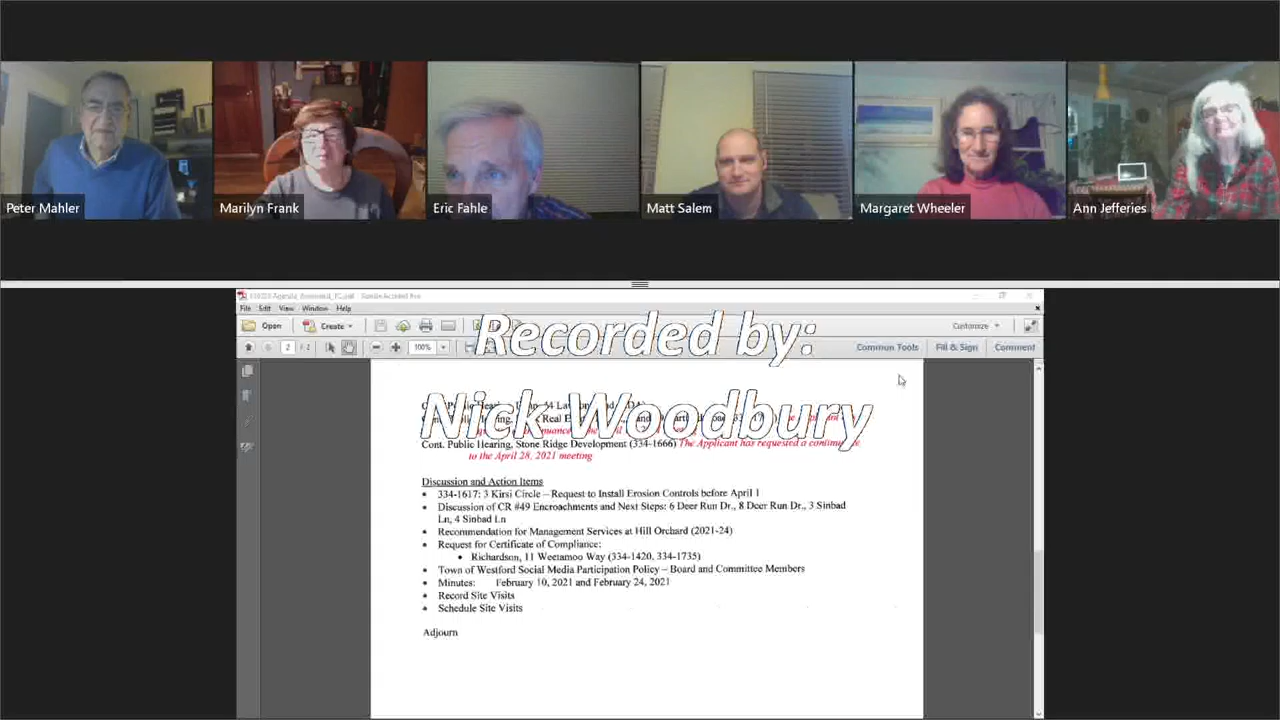 Peter Mahler
Marilyn Frank
Eric Fahle
Matt Salem
Margaret Wheeler
Ann Jefferies
File Edit View Window Help
Open
Create
Customize
2 / 2
100%
Common Tools
Fill & Sign
Comment
Recorded by:
Nick Woodbury
Cont. Public Hearing, Stone Ridge Development (334-1666) The Applicant has requested a continuance
to the April 28, 2021 meeting
Discussion and Action Items
• 334-1617: 3 Kirsi Circle – Request to Install Erosion Controls before April 1
• Discussion of CR #49 Encroachments and Next Steps: 6 Deer Run Dr., 8 Deer Run Dr., 3 Sinbad
Ln, 4 Sinbad Ln
• Recommendation for Management Services at Hill Orchard (2021-24)
• Request for Certificate of Compliance:
• Richardson, 11 Weetamoo Way (334-1420, 334-1735)
• Town of Westford Social Media Participation Policy – Board and Committee Members
• Minutes: February 10, 2021 and February 24, 2021
• Record Site Visits
• Schedule Site Visits
Adjourn